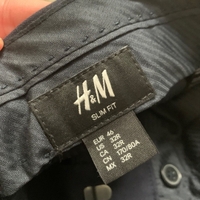 H&M
SLIM FIT
EUR 46
US 32R
CA 32R
CN 170/80A
MX 32R